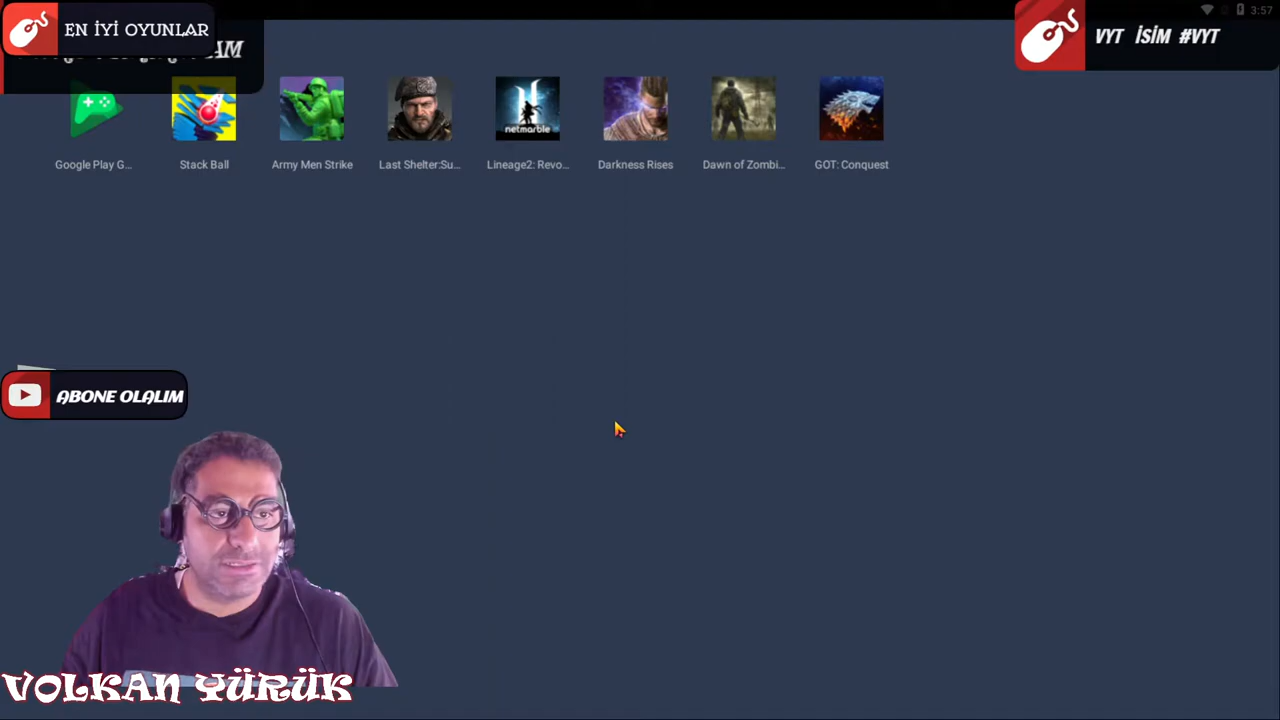 EN İYİ OYUNLAR
AM
3:57
VYT İSİM #VYT
netmarble
Google Play G...
Stack Ball
Army Men Strike
Last Shelter:Su...
Lineage2: Revo...
Darkness Rises
Dawn of Zombi...
GOT: Conquest
ABONE OLALIM
VOLKAN YÜRÜK